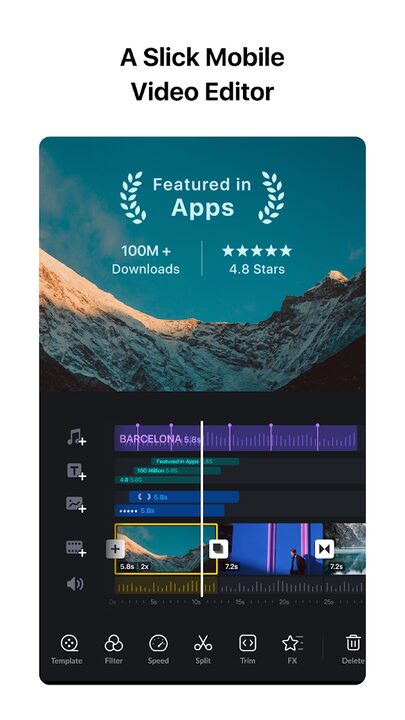 A Slick Mobile
Video Editor
Featured in
Apps
100M +
Downloads
4.8 Stars
BARCELONA 5.8s
Featured in Apps 5.8S
100 Million 5.8S
4.8 5.8S
5.8s
5.8s
5.8s 2x
7.2s
7.2s
0s 5s 10s 15s 20s 25s
Template
Filter
Speed
Split
Trim
FX
Delete